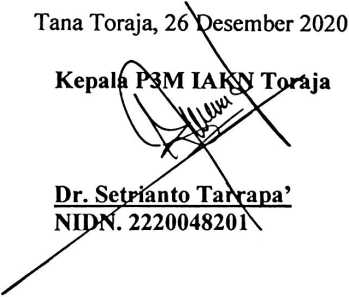 Tana Toraja, 26 Desember 2020
Kepala P3M IAKN Toraja
Dr. Setrianto Tarrapa’
NIDN. 2220048201